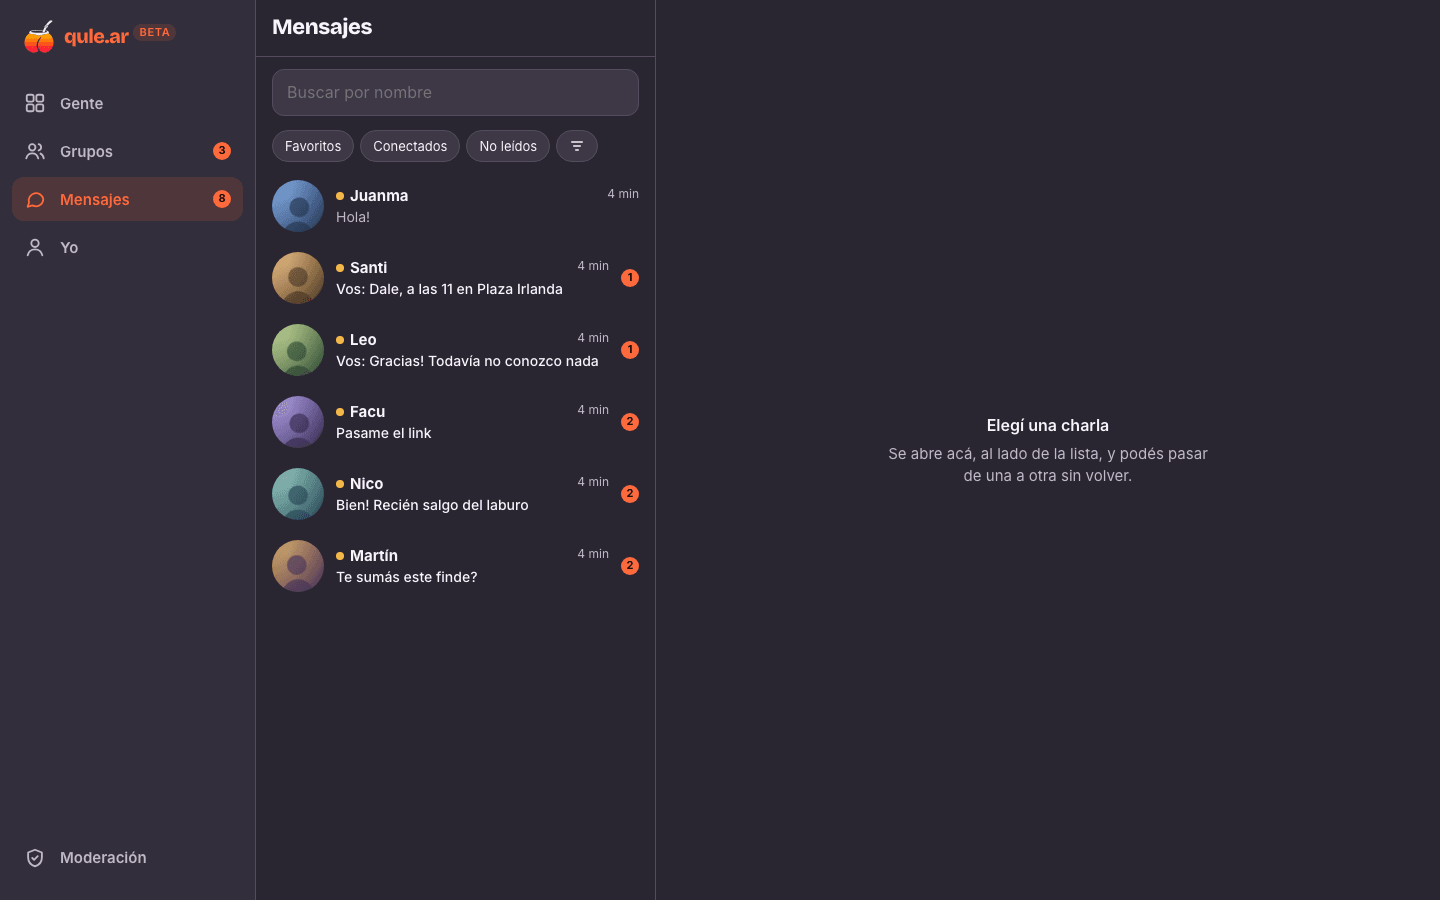 qule.ar BETA
Gente
Grupos 3
Mensajes 8
Yo
Moderación
Mensajes
Buscar por nombre
Favoritos Conectados No leídos
Juanma 4 min
Hola!
Santi 4 min
Vos: Dale, a las 11 en Plaza Irlanda 1
Leo 4 min
Vos: Gracias! Todavía no conozco nada 1
Facu 4 min
Pasame el link 2
Nico 4 min
Bien! Recién salgo del laburo 2
Martín 4 min
Te sumás este finde? 2
Elegí una charla
Se abre acá, al lado de la lista, y podés pasar
de una a otra sin volver.